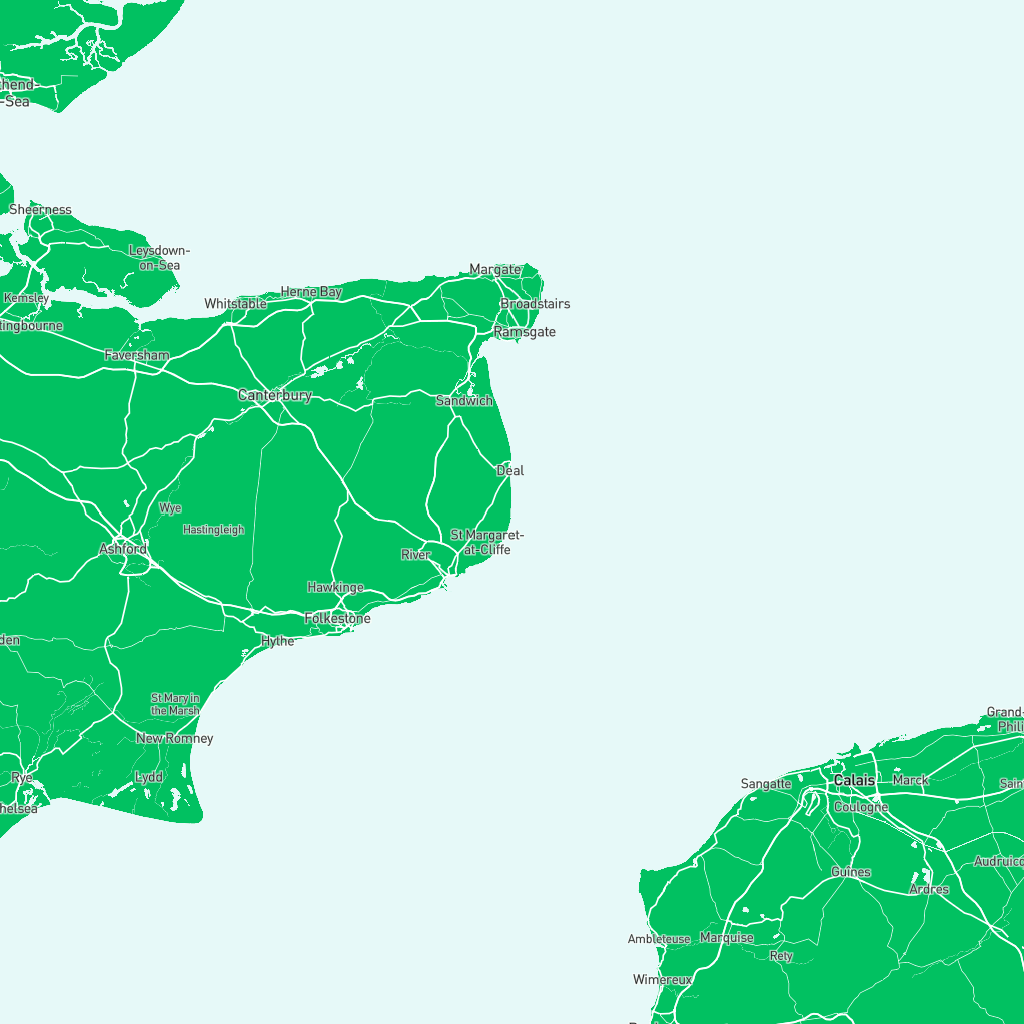 thend-
-Sea
Sheerness
Leysdown-
on-Sea
Margate
Herne Bay
Kemsley
Whitstable
Broadstairs
tingbourne
Ramsgate
Faversham
Canterbury
Sandwich
Deal
Wye
Hastingleigh
St Margaret-
at-Cliffe
Ashford
River
Hawkinge
Folkestone
den
Hythe
St Mary in
the Marsh
Grand-
Phili
New Romney
Rye
Lydd
Calais
Marck
Sangatte
Sain
helsea
Coulogne
Audruicq
Guînes
Ardres
Ambleteuse
Marquise
Rety
Wimereux